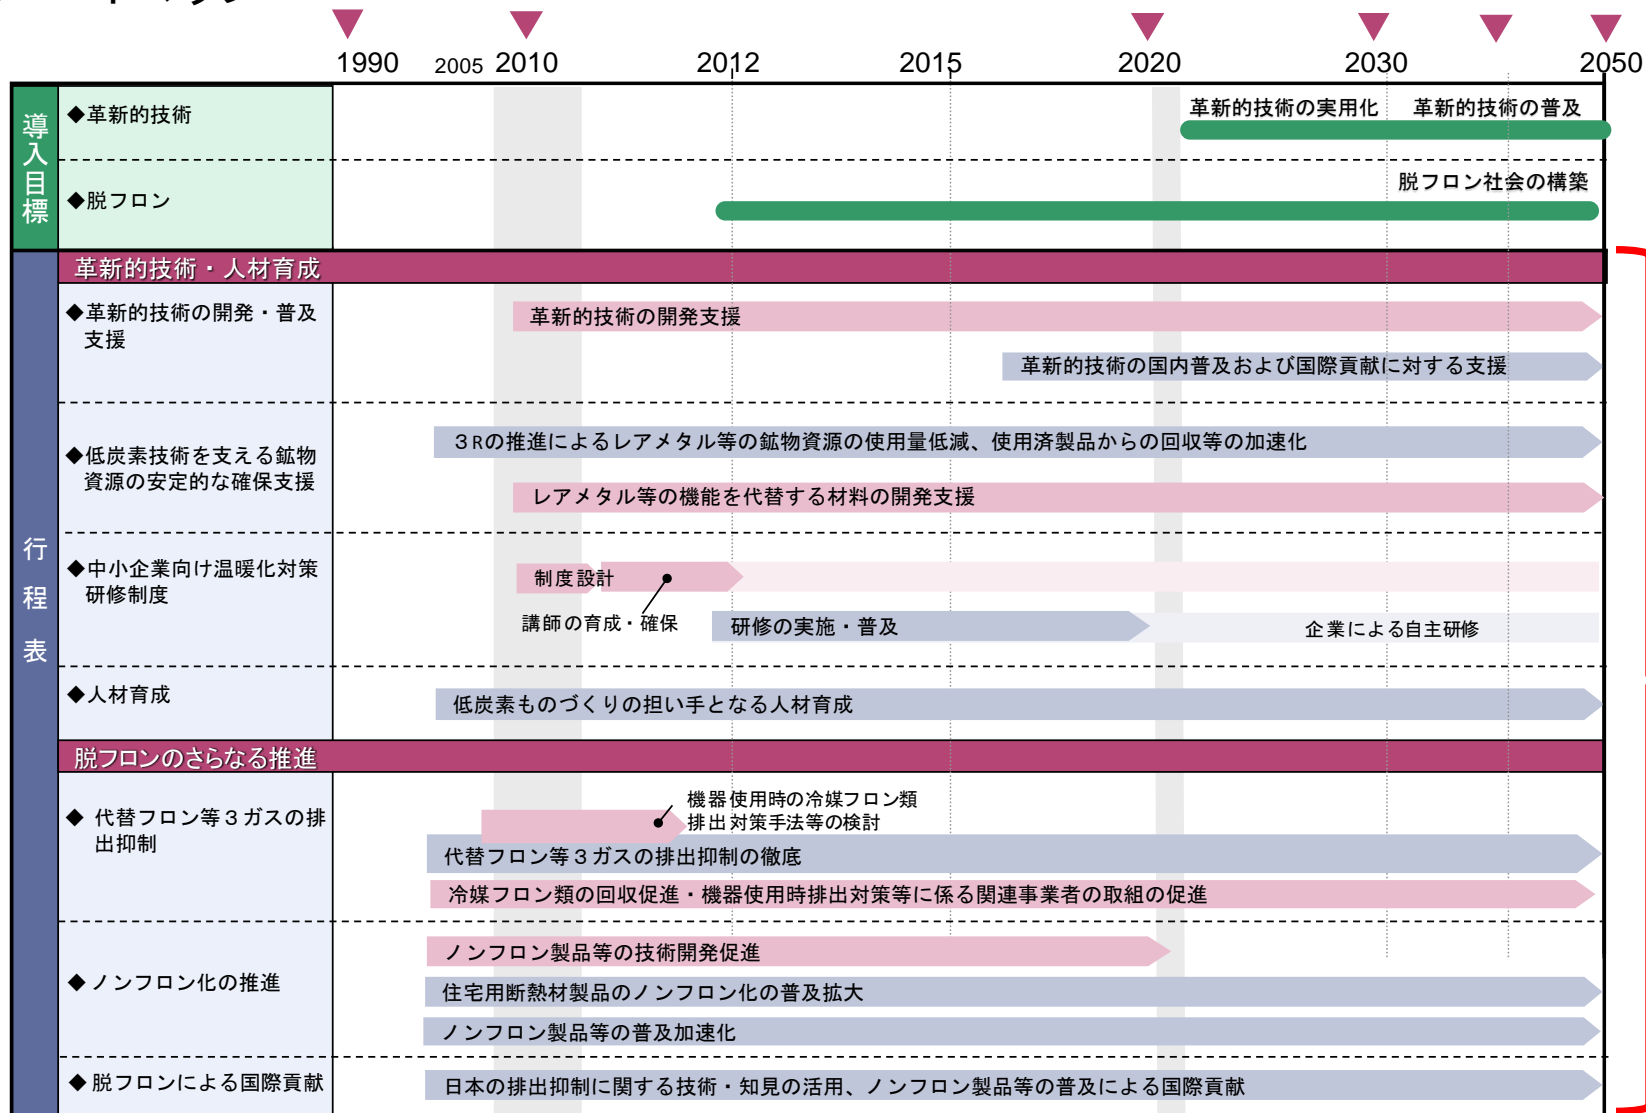 1990 2005 2010 2012 2015 2020 2030 2050
導入目標
◆革新的技術
革新的技術の実用化 革新的技術の普及
◆脱フロン
脱フロン社会の構築
行程表
革新的技術・人材育成
◆革新的技術の開発・普及
支援
革新的技術の開発支援
革新的技術の国内普及および国際貢献に対する支援
◆低炭素技術を支える鉱物
資源の安定的な確保支援
3Rの推進によるレアメタル等の鉱物資源の使用量低減、使用済製品からの回収等の加速化
レアメタル等の機能を代替する材料の開発支援
◆中小企業向け温暖化対策
研修制度
制度設計
講師の育成・確保
研修の実施・普及
企業による自主研修
◆人材育成
低炭素ものづくりの担い手となる人材育成
脱フロンのさらなる推進
◆ 代替フロン等3ガスの排
出抑制
機器使用時の冷媒フロン類
排出対策手法等の検討
代替フロン等3ガスの排出抑制の徹底
冷媒フロン類の回収促進・機器使用時排出対策等に係る関連事業者の取組の促進
◆ノンフロン化の推進
ノンフロン製品等の技術開発促進
住宅用断熱材製品のノンフロン化の普及拡大
ノンフロン製品等の普及加速化
◆脱フロンによる国際貢献
日本の排出抑制に関する技術・知見の活用、ノンフロン製品等の普及による国際貢献